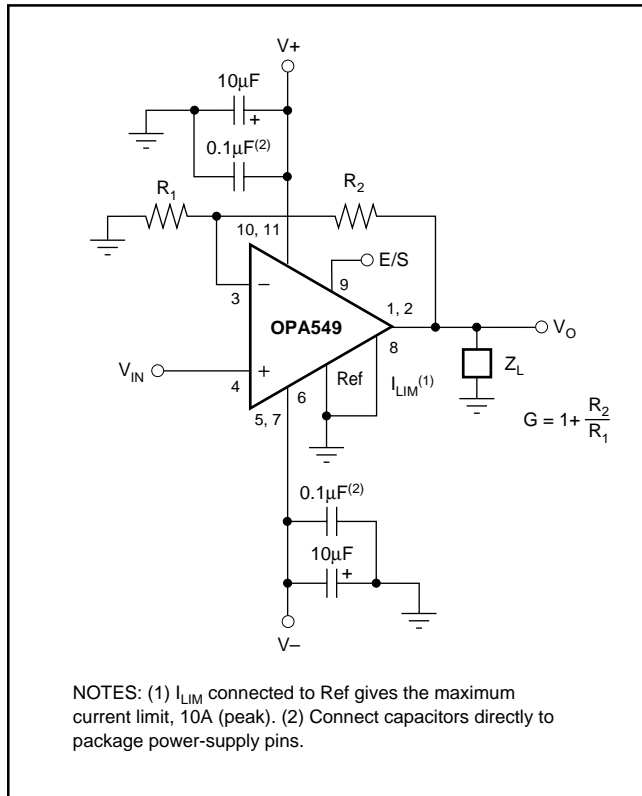 V+
10μF
+
0.1μF(2)
R1
R2
10, 11
E/S
9
3
–
1, 2
OPA549
VO
8
VIN
4
+
Ref
ILIM(1)
ZL
6
5, 7
G = 1+ R2
R1
0.1μF(2)
10μF
+
V–
NOTES: (1) ILIM connected to Ref gives the maximum
current limit, 10A (peak). (2) Connect capacitors directly to
package power-supply pins.